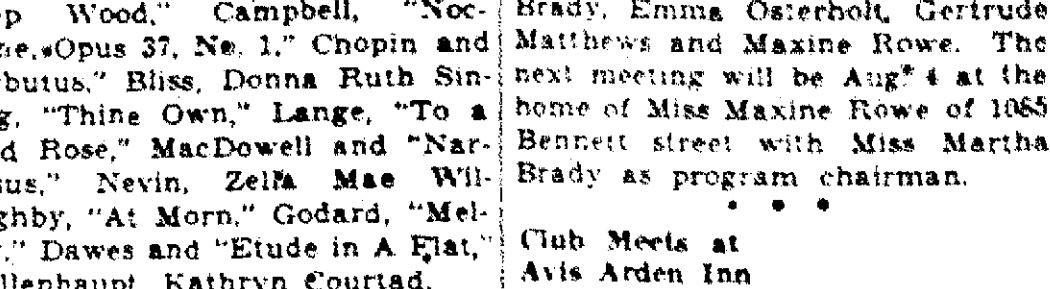 p Wood," Campbell, "Noc-
ne, Opus 37, No. 1," Chopin and
rbutus," Bliss, Donna Ruth Sin-
g, "Thine Own," Lange, "To a
d Rose," MacDowell and "Nar-
sus," Nevin, Zella Mae Wil-
ghby, "At Morn," Godard, "Mel-
," Dawes and "Etude in A Flat,"
llenhaupt, Kathryn Courtad.
Brady, Emma Osterholt, Gertrude
Matthews and Maxine Rowe. The
next meeting will be Aug. 4 at the
home of Miss Maxine Rowe of 1085
Bennett street with Miss Martha
Brady as program chairman.
• • •
Club Meets at
Avis Arden Inn